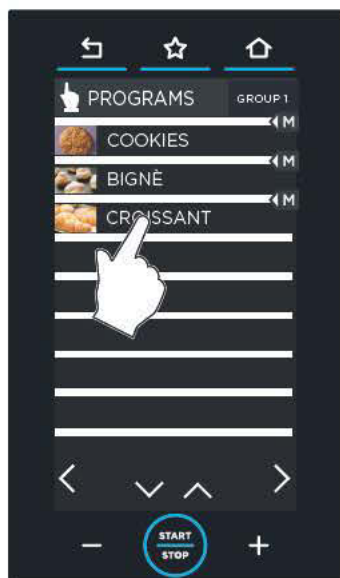 PROGRAMS GROUP 1
M
COOKIES
M
BIGNÈ
M
CROISSANT
START
STOP